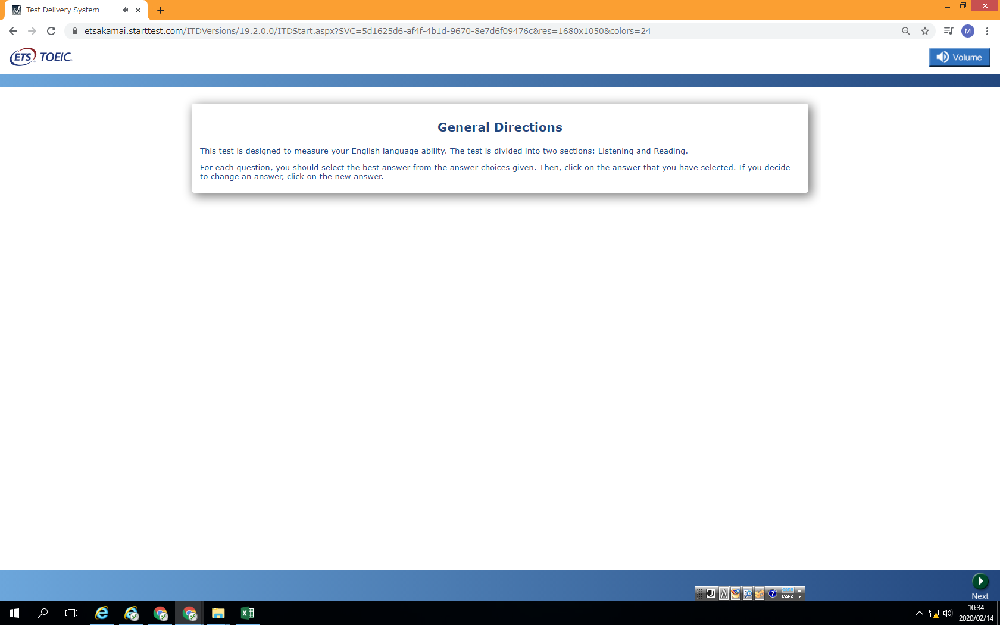 Test Delivery System
etsakamai.starttest.com/ITDVersions/19.2.0.0/ITDStart.aspx?SVC=5d1625d6-af4f-4b1d-9670-8e7d6f09476c&res=1680x1050&colors=24
M
ETS TOEIC
Volume
General Directions
This test is designed to measure your English language ability. The test is divided into two sections: Listening and Reading.
For each question, you should select the best answer from the answer choices given. Then, click on the answer that you have selected. If you decide
to change an answer, click on the new answer.
A
?
CAPS
KANA
Next
10:34
2020/02/14